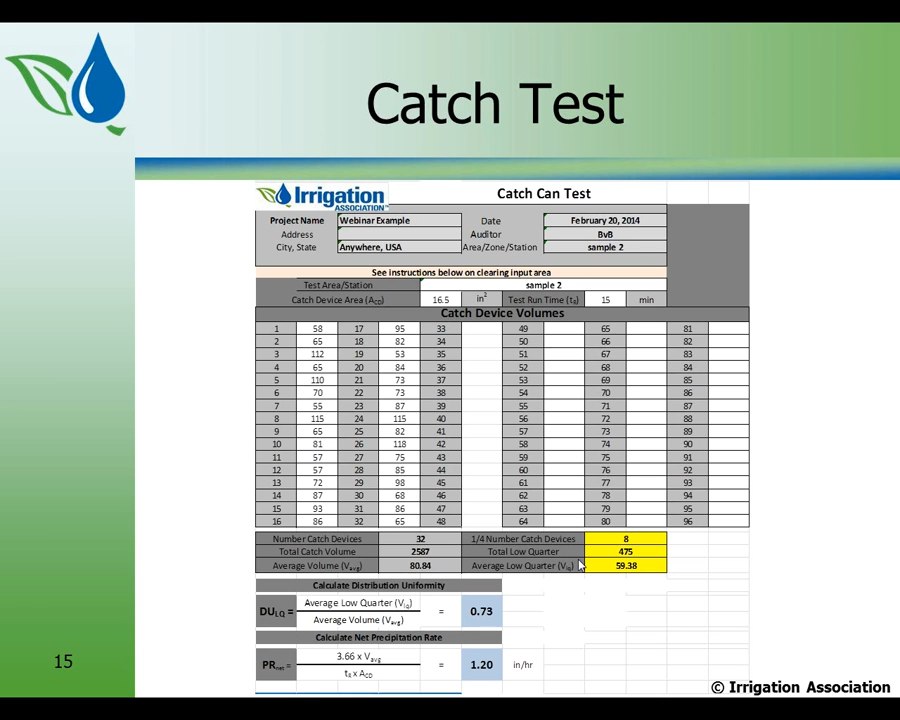 Catch Test
Irrigation
ASSOCIATION
Catch Can Test
Project Name Webinar Example Date February 20, 2014
Address Auditor BvB
City, State Anywhere, USA Area/Zone/Station sample 2
See instructions below on clearing input area
Test Area/Station sample 2
Catch Device Area (A_CD) 16.5 in² Test Run Time (t_R) 15 min
Catch Device Volumes
1 58 17 95 33 49 65 81
2 65 18 82 34 50 66 82
3 112 19 53 35 51 67 83
4 65 20 84 36 52 68 84
5 110 21 73 37 53 69 85
6 70 22 73 38 54 70 86
7 55 23 87 39 55 71 87
8 115 24 115 40 56 72 88
9 65 25 82 41 57 73 89
10 81 26 118 42 58 74 90
11 57 27 75 43 59 75 91
12 57 28 85 44 60 76 92
13 72 29 98 45 61 77 93
14 87 30 68 46 62 78 94
15 93 31 86 47 63 79 95
16 86 32 65 48 64 80 96
Number Catch Devices 32 1/4 Number Catch Devices 8
Total Catch Volume 2587 Total Low Quarter 475
Average Volume (V_avg) 80.84 Average Low Quarter (V_LQ) 59.38
Calculate Distribution Uniformity
DU_LQ = Average Low Quarter (V_LQ) = 0.73
Average Volume (V_avg)
Calculate Net Precipitation Rate
PR_net = 3.66 x V_avg = 1.20 in/hr
t_R x A_CD
15
© Irrigation Association